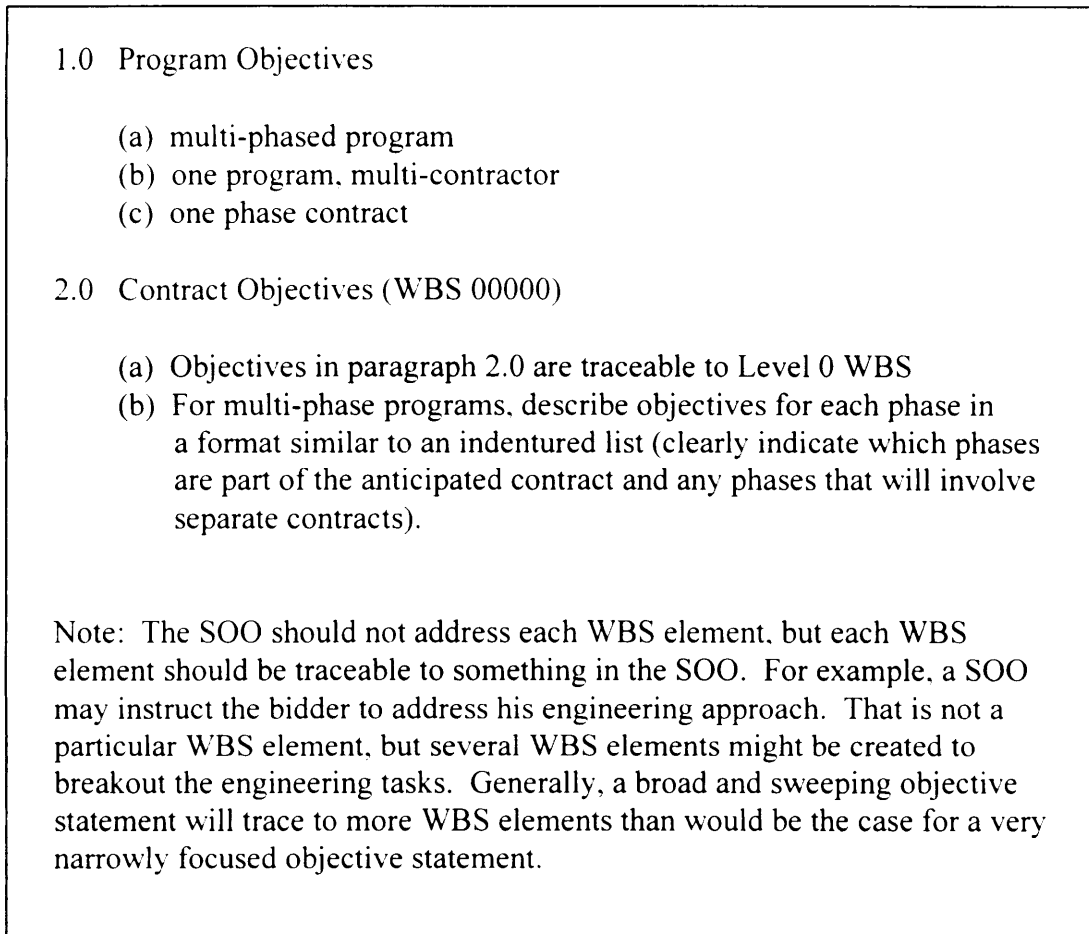 1.0 Program Objectives
(a) multi-phased program
(b) one program, multi-contractor
(c) one phase contract
2.0 Contract Objectives (WBS 00000)
(a) Objectives in paragraph 2.0 are traceable to Level 0 WBS
(b) For multi-phase programs, describe objectives for each phase in
a format similar to an indentured list (clearly indicate which phases
are part of the anticipated contract and any phases that will involve
separate contracts).
Note: The SOO should not address each WBS element, but each WBS
element should be traceable to something in the SOO. For example, a SOO
may instruct the bidder to address his engineering approach. That is not a
particular WBS element, but several WBS elements might be created to
breakout the engineering tasks. Generally, a broad and sweeping objective
statement will trace to more WBS elements than would be the case for a very
narrowly focused objective statement.